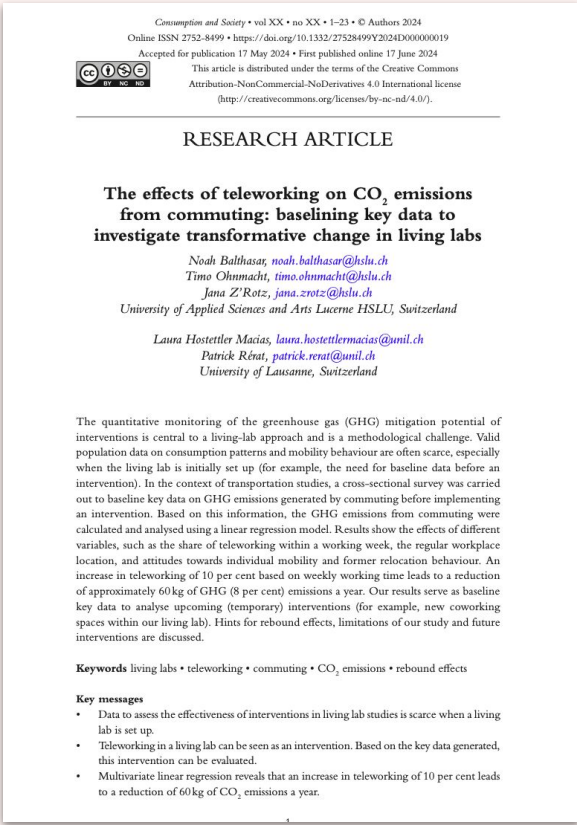 Consumption and Society • vol XX • no XX • 1–23 • © Authors 2024
Online ISSN 2752-8499 • https://doi.org/10.1332/27528499Y2024D000000019
Accepted for publication 17 May 2024 • First published online 17 June 2024
This article is distributed under the terms of the Creative Commons
Attribution-NonCommercial-NoDerivatives 4.0 International license
(http://creativecommons.org/licenses/by-nc-nd/4.0/).
cc BY NC ND
RESEARCH ARTICLE
The effects of teleworking on CO₂ emissions
from commuting: baselining key data to
investigate transformative change in living labs
Noah Balthasar, noah.balthasar@hslu.ch
Timo Ohnmacht, timo.ohnmacht@hslu.ch
Jana Z’Rotz, jana.zrotz@hslu.ch
University of Applied Sciences and Arts Lucerne HSLU, Switzerland
Laura Hostettler Macias, laura.hostettlermacias@unil.ch
Patrick Rérat, patrick.rerat@unil.ch
University of Lausanne, Switzerland
The quantitative monitoring of the greenhouse gas (GHG) mitigation potential of
interventions is central to a living-lab approach and is a methodological challenge. Valid
population data on consumption patterns and mobility behaviour are often scarce, especially
when the living lab is initially set up (for example, the need for baseline data before an
intervention). In the context of transportation studies, a cross-sectional survey was carried
out to baseline key data on GHG emissions generated by commuting before implementing
an intervention. Based on this information, the GHG emissions from commuting were
calculated and analysed using a linear regression model. Results show the effects of different
variables, such as the share of teleworking within a working week, the regular workplace
location, and attitudes towards individual mobility and former relocation behaviour. An
increase in teleworking of 10 per cent based on weekly working time leads to a reduction
of approximately 60 kg of GHG (8 per cent) emissions a year. Our results serve as baseline
key data to analyse upcoming (temporary) interventions (for example, new coworking
spaces within our living lab). Hints for rebound effects, limitations of our study and future
interventions are discussed.
Keywords living labs • teleworking • commuting • CO₂ emissions • rebound effects
Key messages
• Data to assess the effectiveness of interventions in living lab studies is scarce when a living
lab is set up.
• Teleworking in a living lab can be seen as an intervention. Based on the key data generated,
this intervention can be evaluated.
• Multivariate linear regression reveals that an increase in teleworking of 10 per cent leads
to a reduction of 60 kg of CO₂ emissions a year.